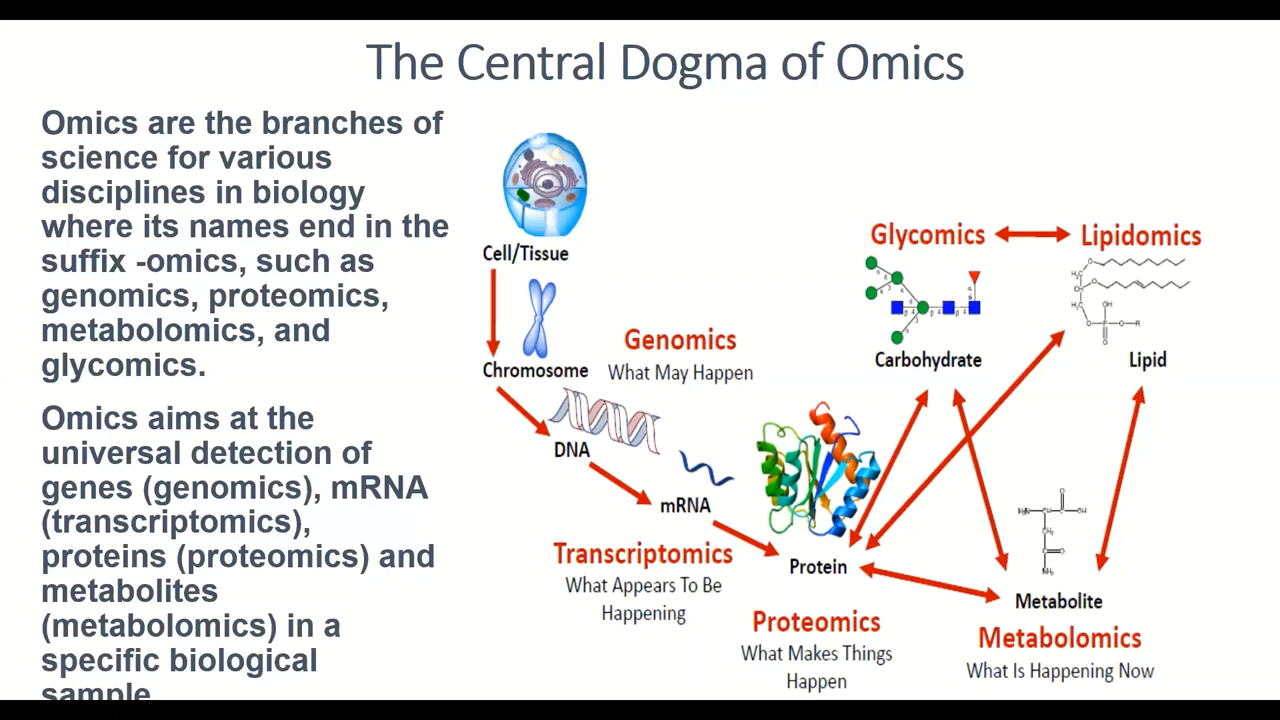 The Central Dogma of Omics
Omics are the branches of
science for various
disciplines in biology
where its names end in the
suffix -omics, such as
genomics, proteomics,
metabolomics, and
glycomics.
Omics aims at the
universal detection of
genes (genomics), mRNA
(transcriptomics),
proteins (proteomics) and
metabolites
(metabolomics) in a
specific biological
sample
Cell/Tissue
Chromosome
Genomics
What May Happen
DNA
mRNA
Transcriptomics
What Appears To Be
Happening
Protein
Proteomics
What Makes Things
Happen
Glycomics
Carbohydrate
Lipidomics
Lipid
Metabolite
Metabolomics
What Is Happening Now